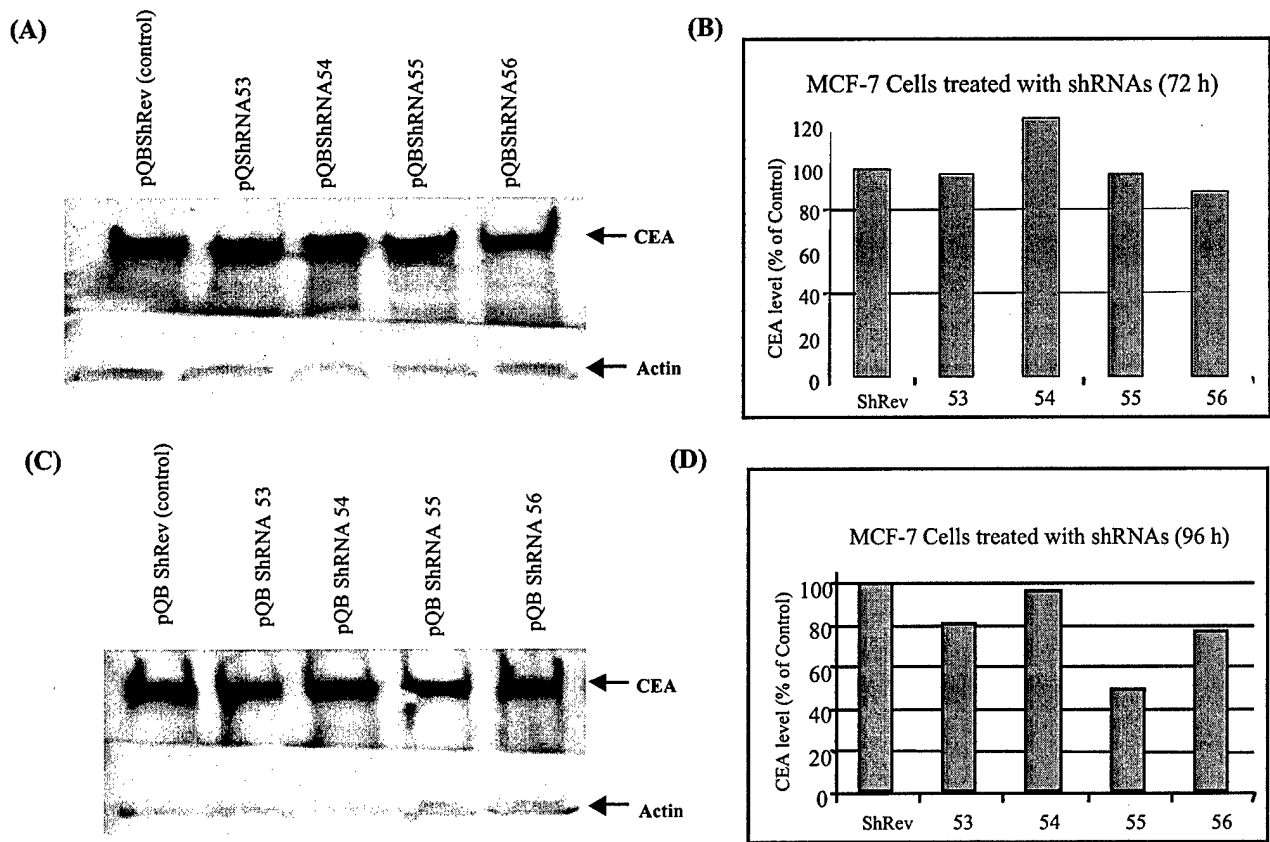 (A)
pQBShRev (control)
pQShRNA53
pQBShRNA54
pQBShRNA55
pQBShRNA56
CEA
Actin
(B)
MCF-7 Cells treated with shRNAs (72 h)
CEA level (% of Control)
120
100
80
40
20
0
ShRev
53
54
55
56
(C)
pQB ShRev (control)
pQB ShRNA 53
pQB ShRNA 54
pQB ShRNA 55
pQB ShRNA 56
CEA
Actin
(D)
MCF-7 Cells treated with shRNAs (96 h)
CEA level (% of Control)
100
80
60
40
20
0
ShRev
53
54
55
56